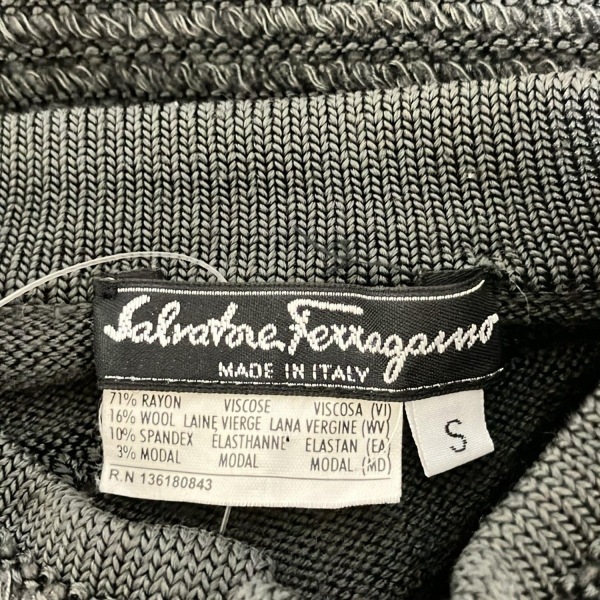 Salvatore Ferragamo
MADE IN ITALY
71% RAYON VISCOSE VISCOSA (VI)
16% WOOL LAINE VIERGE LANA VERGINE (WV)
10% SPANDEX ELASTHANNE ELASTAN (EA)
3% MODAL MODAL MODAL (MD)
R.N 136180843
S